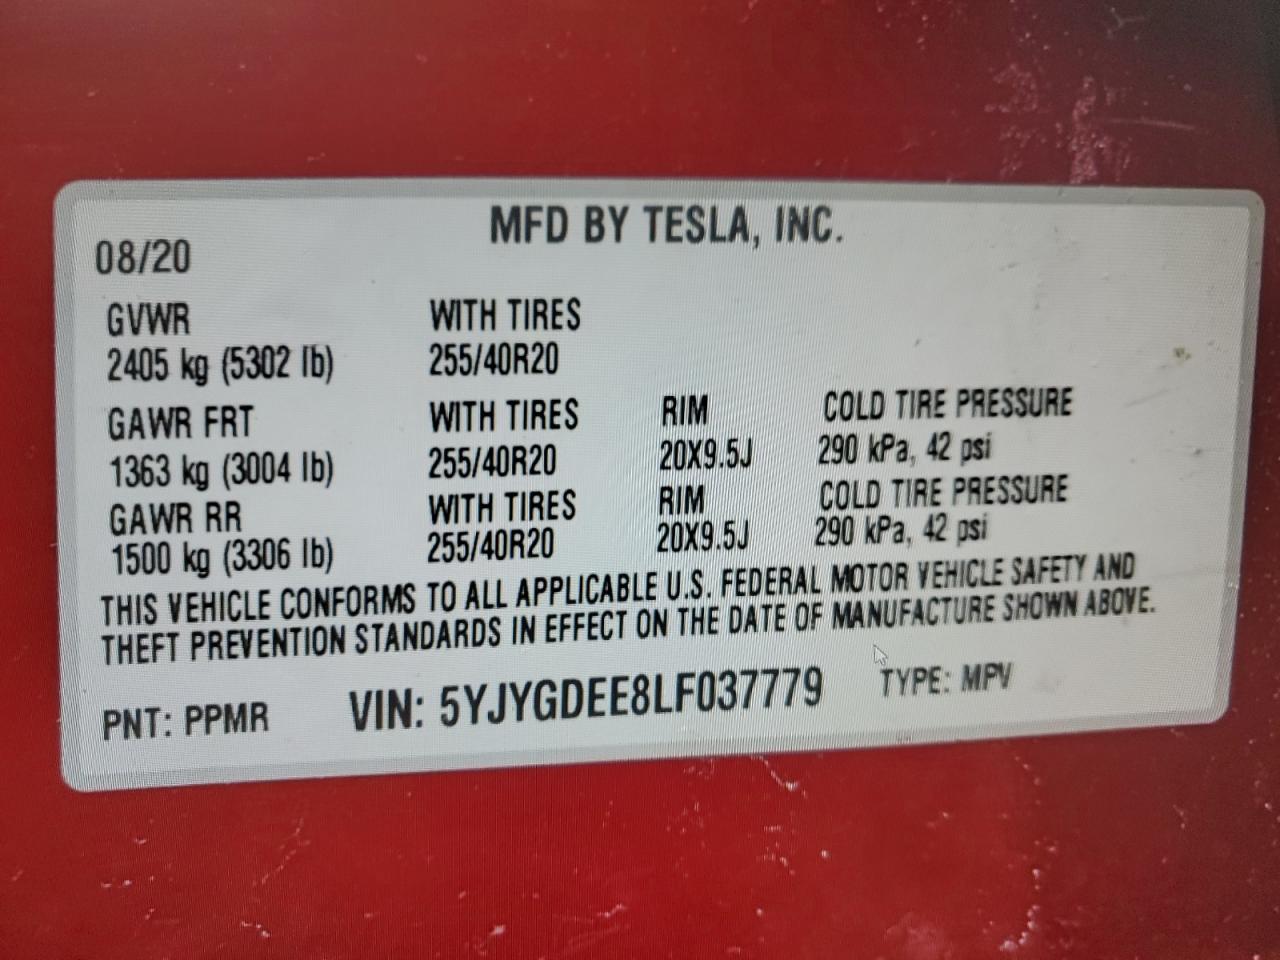 MFD BY TESLA, INC.
08/20
GVWR WITH TIRES
2405 kg (5302 lb) 255/40R20
GAWR FRT WITH TIRES RIM COLD TIRE PRESSURE
1363 kg (3004 lb) 255/40R20 20X9.5J 290 kPa, 42 psi
GAWR RR WITH TIRES RIM COLD TIRE PRESSURE
1500 kg (3306 lb) 255/40R20 20X9.5J 290 kPa, 42 psi
THIS VEHICLE CONFORMS TO ALL APPLICABLE U.S. FEDERAL MOTOR VEHICLE SAFETY AND
THEFT PREVENTION STANDARDS IN EFFECT ON THE DATE OF MANUFACTURE SHOWN ABOVE.
PNT: PPMR VIN: 5YJYGDEE8LF037779 TYPE: MPV